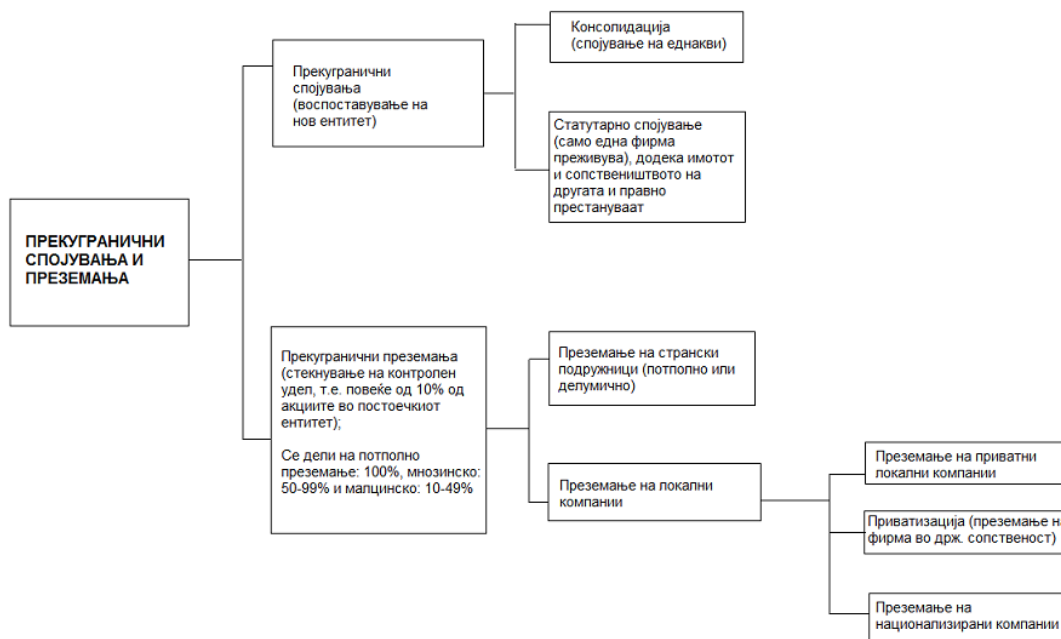 ПРЕКУГРАНИЧНИ
СПОЈУВАЊА И
ПРЕЗЕМАЊА
Прекугранични
спојувања
(воспоставување на
нов ентитет)
Консолидација
(спојување на еднакви)
Статутарно спојување
(само една фирма
преживува), додека имотот
и сопствеништвото на
другата и правно
престануваат
Прекугранични преземања
(стекнување на контролен
удел, т.е. повеќе од 10% од
акциите во постоечкиот
ентитет);
Се дели на потполно
преземање: 100%, мнозинско:
50-99% и малцинско: 10-49%
Преземање на странски
подружници (потполно или
делумично)
Преземање на локални
компании
Преземање на приватни
локални компании
Приватизација (преземање на
фирма во држ. сопственост)
Преземање на
национализирани компании